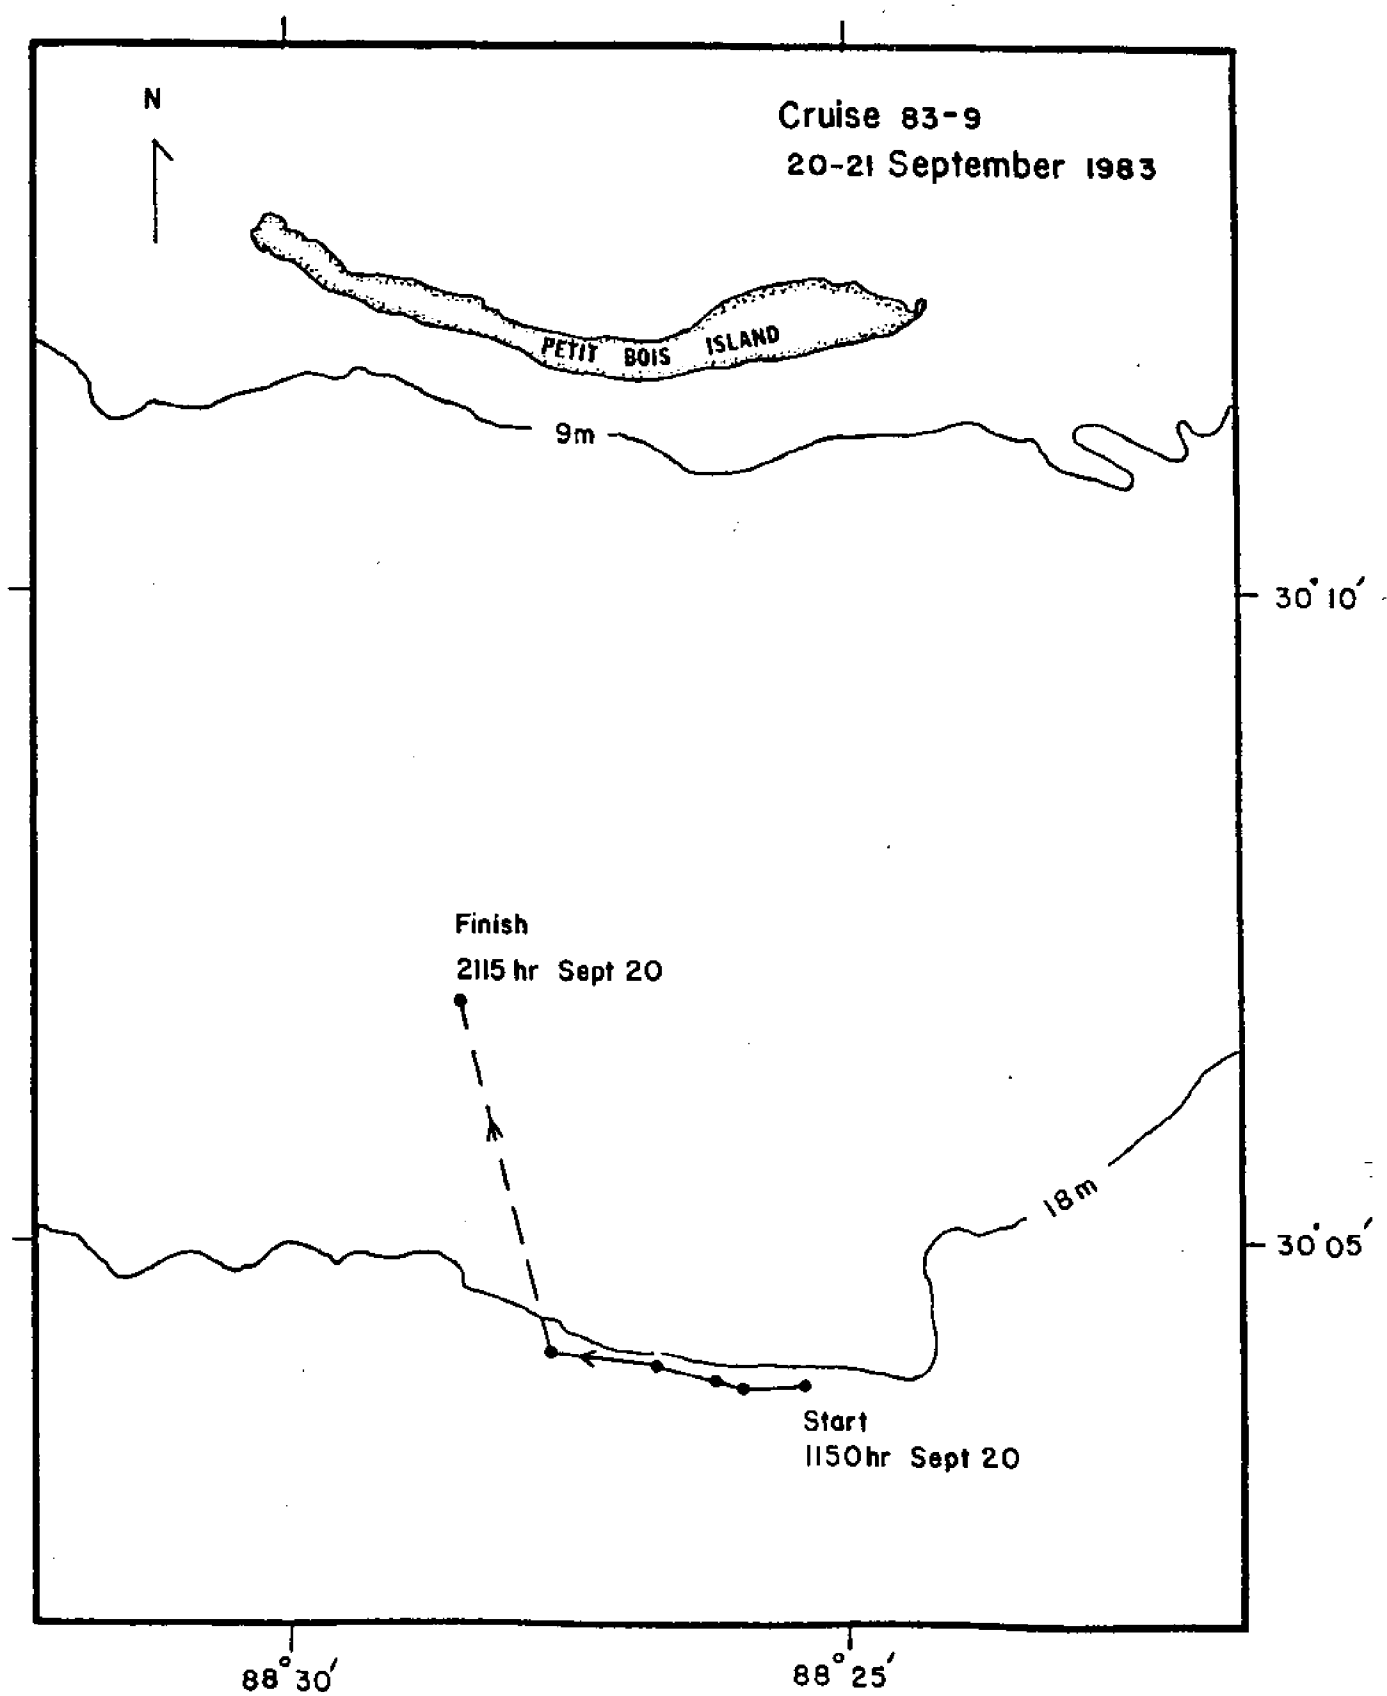 N
Cruise 83-9
20-21 September 1983
PETIT BOIS ISLAND
9m
30°10′
Finish
2115 hr Sept 20
18m
30°05′
Start
1150hr Sept 20
88°30′
88°25′